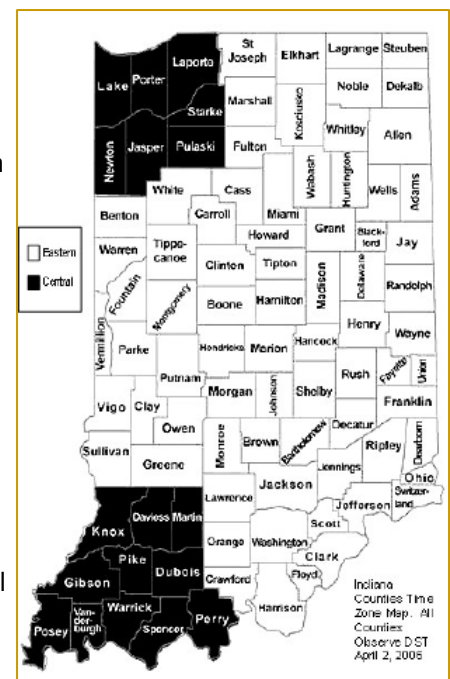 St Joseph
Elkhart
Lagrange
Steuben
Lake
Porter
Laporte
Noble
Dekalb
Marshall
Kosciusko
Starke
Whitley
Allen
Newton
Jasper
Pulaski
Fulton
Wabash
Huntington
White
Cass
Wells
Adams
Miami
Benton
Carroll
Grant
Black-
ford
Jay
Howard
Eastern
Central
Warren
Tippe-
canoe
Clinton
Tipton
Madison
Delaware
Randolph
Fountain
Montgomery
Boone
Hamilton
Henry
Wayne
Vermillion
Parke
Hendricks
Marion
Hancock
Rush
Fayette
Union
Putnam
Morgan
Johnson
Shelby
Franklin
Vigo
Clay
Owen
Monroe
Brown
Bartholomew
Decatur
Ripley
Dearborn
Sullivan
Greene
Jennings
Ohio
Lawrence
Jackson
Jefferson
Switzer-
land
Knox
Daviess
Martin
Scott
Orange
Washington
Pike
Clark
Gibson
Dubois
Crawford
Floyd
Warrick
Harrison
Posey
Van-
derburgh
Spencer
Perry
Indiana
Counties Time
Zone Map. All
Counties
Observe DST
April 2, 2006